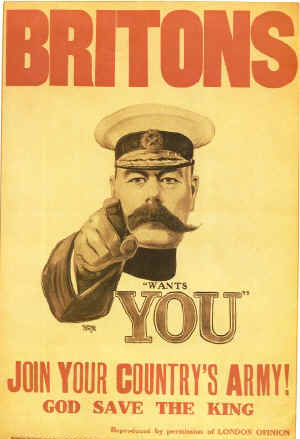 BRITONS
"WANTS
YOU"
JOIN YOUR COUNTRY'S ARMY!
GOD SAVE THE KING
Reproduced by permission of LONDON OPINION